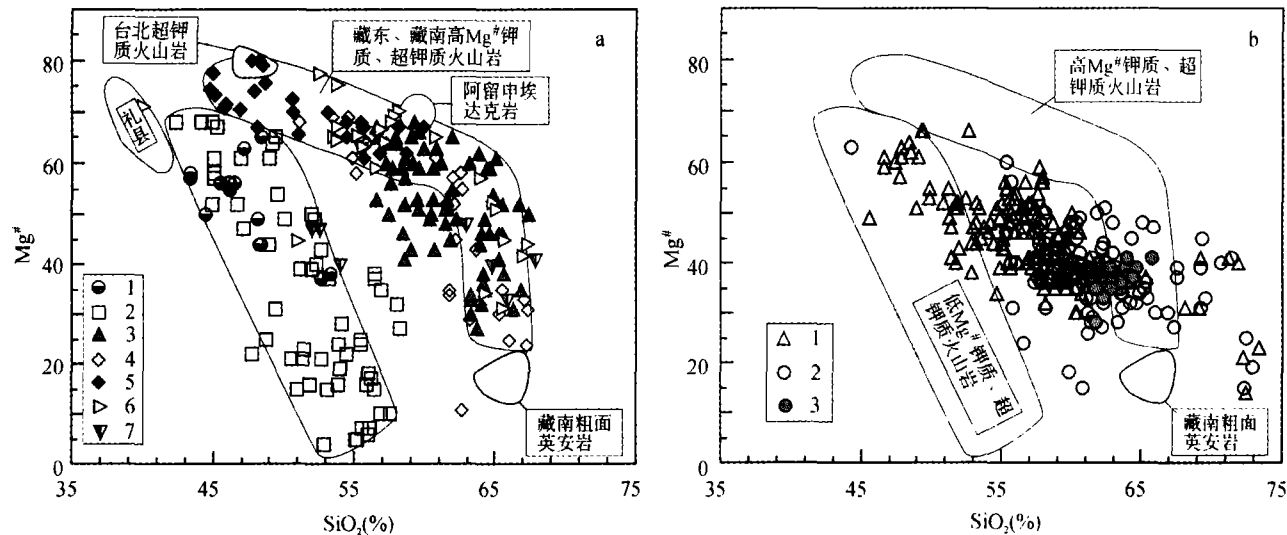 台北超钾
质火山岩
藏东、藏南高Mg#钾
质、超钾质火山岩
a
阿留申埃
达克岩
礼县
80
60
40
20
0
Mg#
1
2
3
4
5
6
7
藏南粗面
英安岩
35
45
55
65
75
SiO₂(%)
b
高Mg#钾质、超
钾质火山岩
80
60
40
20
0
Mg#
低Mg#钾质、超
钾质火山岩
1
2
3
藏南粗面
英安岩
35
45
55
65
75
SiO₂(%)